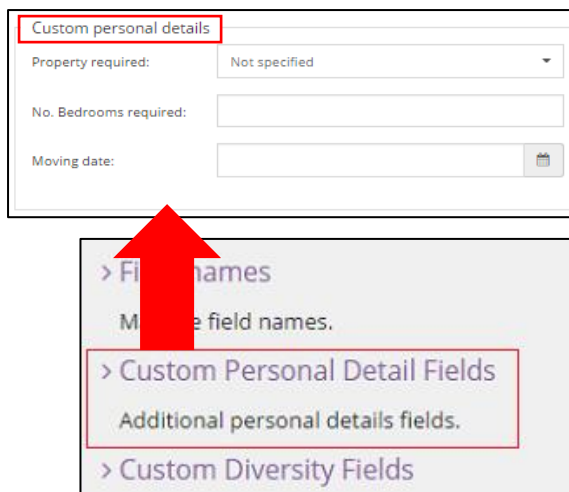 Custom personal details
Property required: Not specified
No. Bedrooms required:
Moving date:
> names
field names.
> Custom Personal Detail Fields
Additional personal details fields.
> Custom Diversity Fields